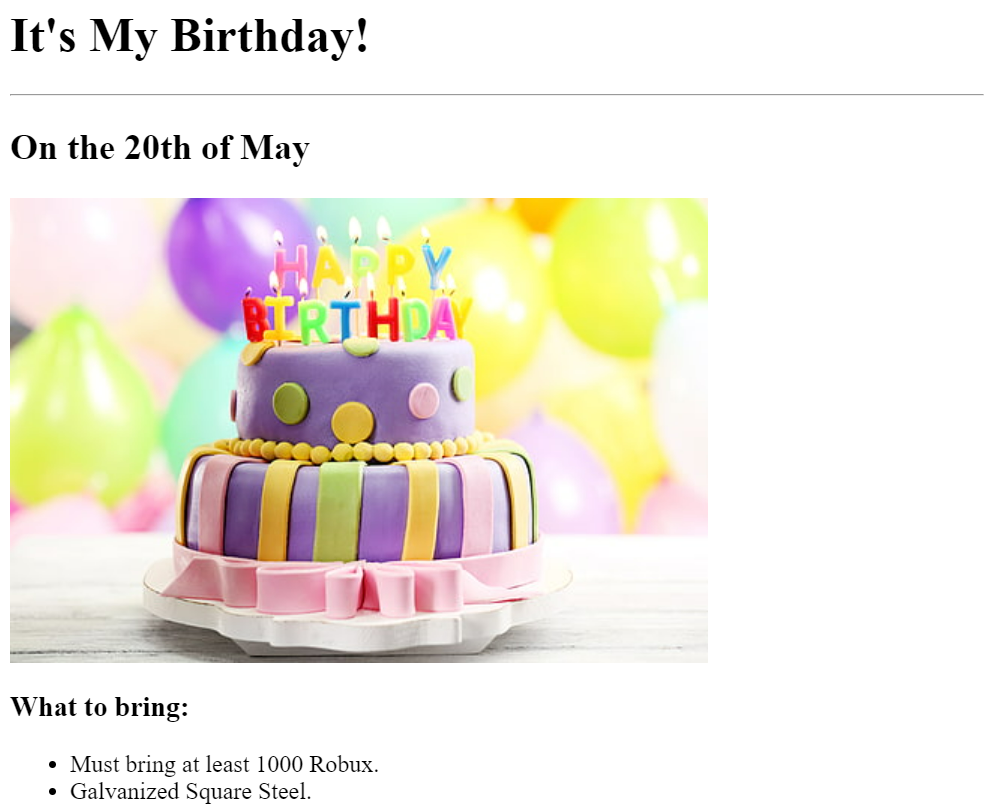 It's My Birthday!
On the 20th of May
HAPPY
BIRTHDAY
What to bring:
Must bring at least 1000 Robux.
Galvanized Square Steel.